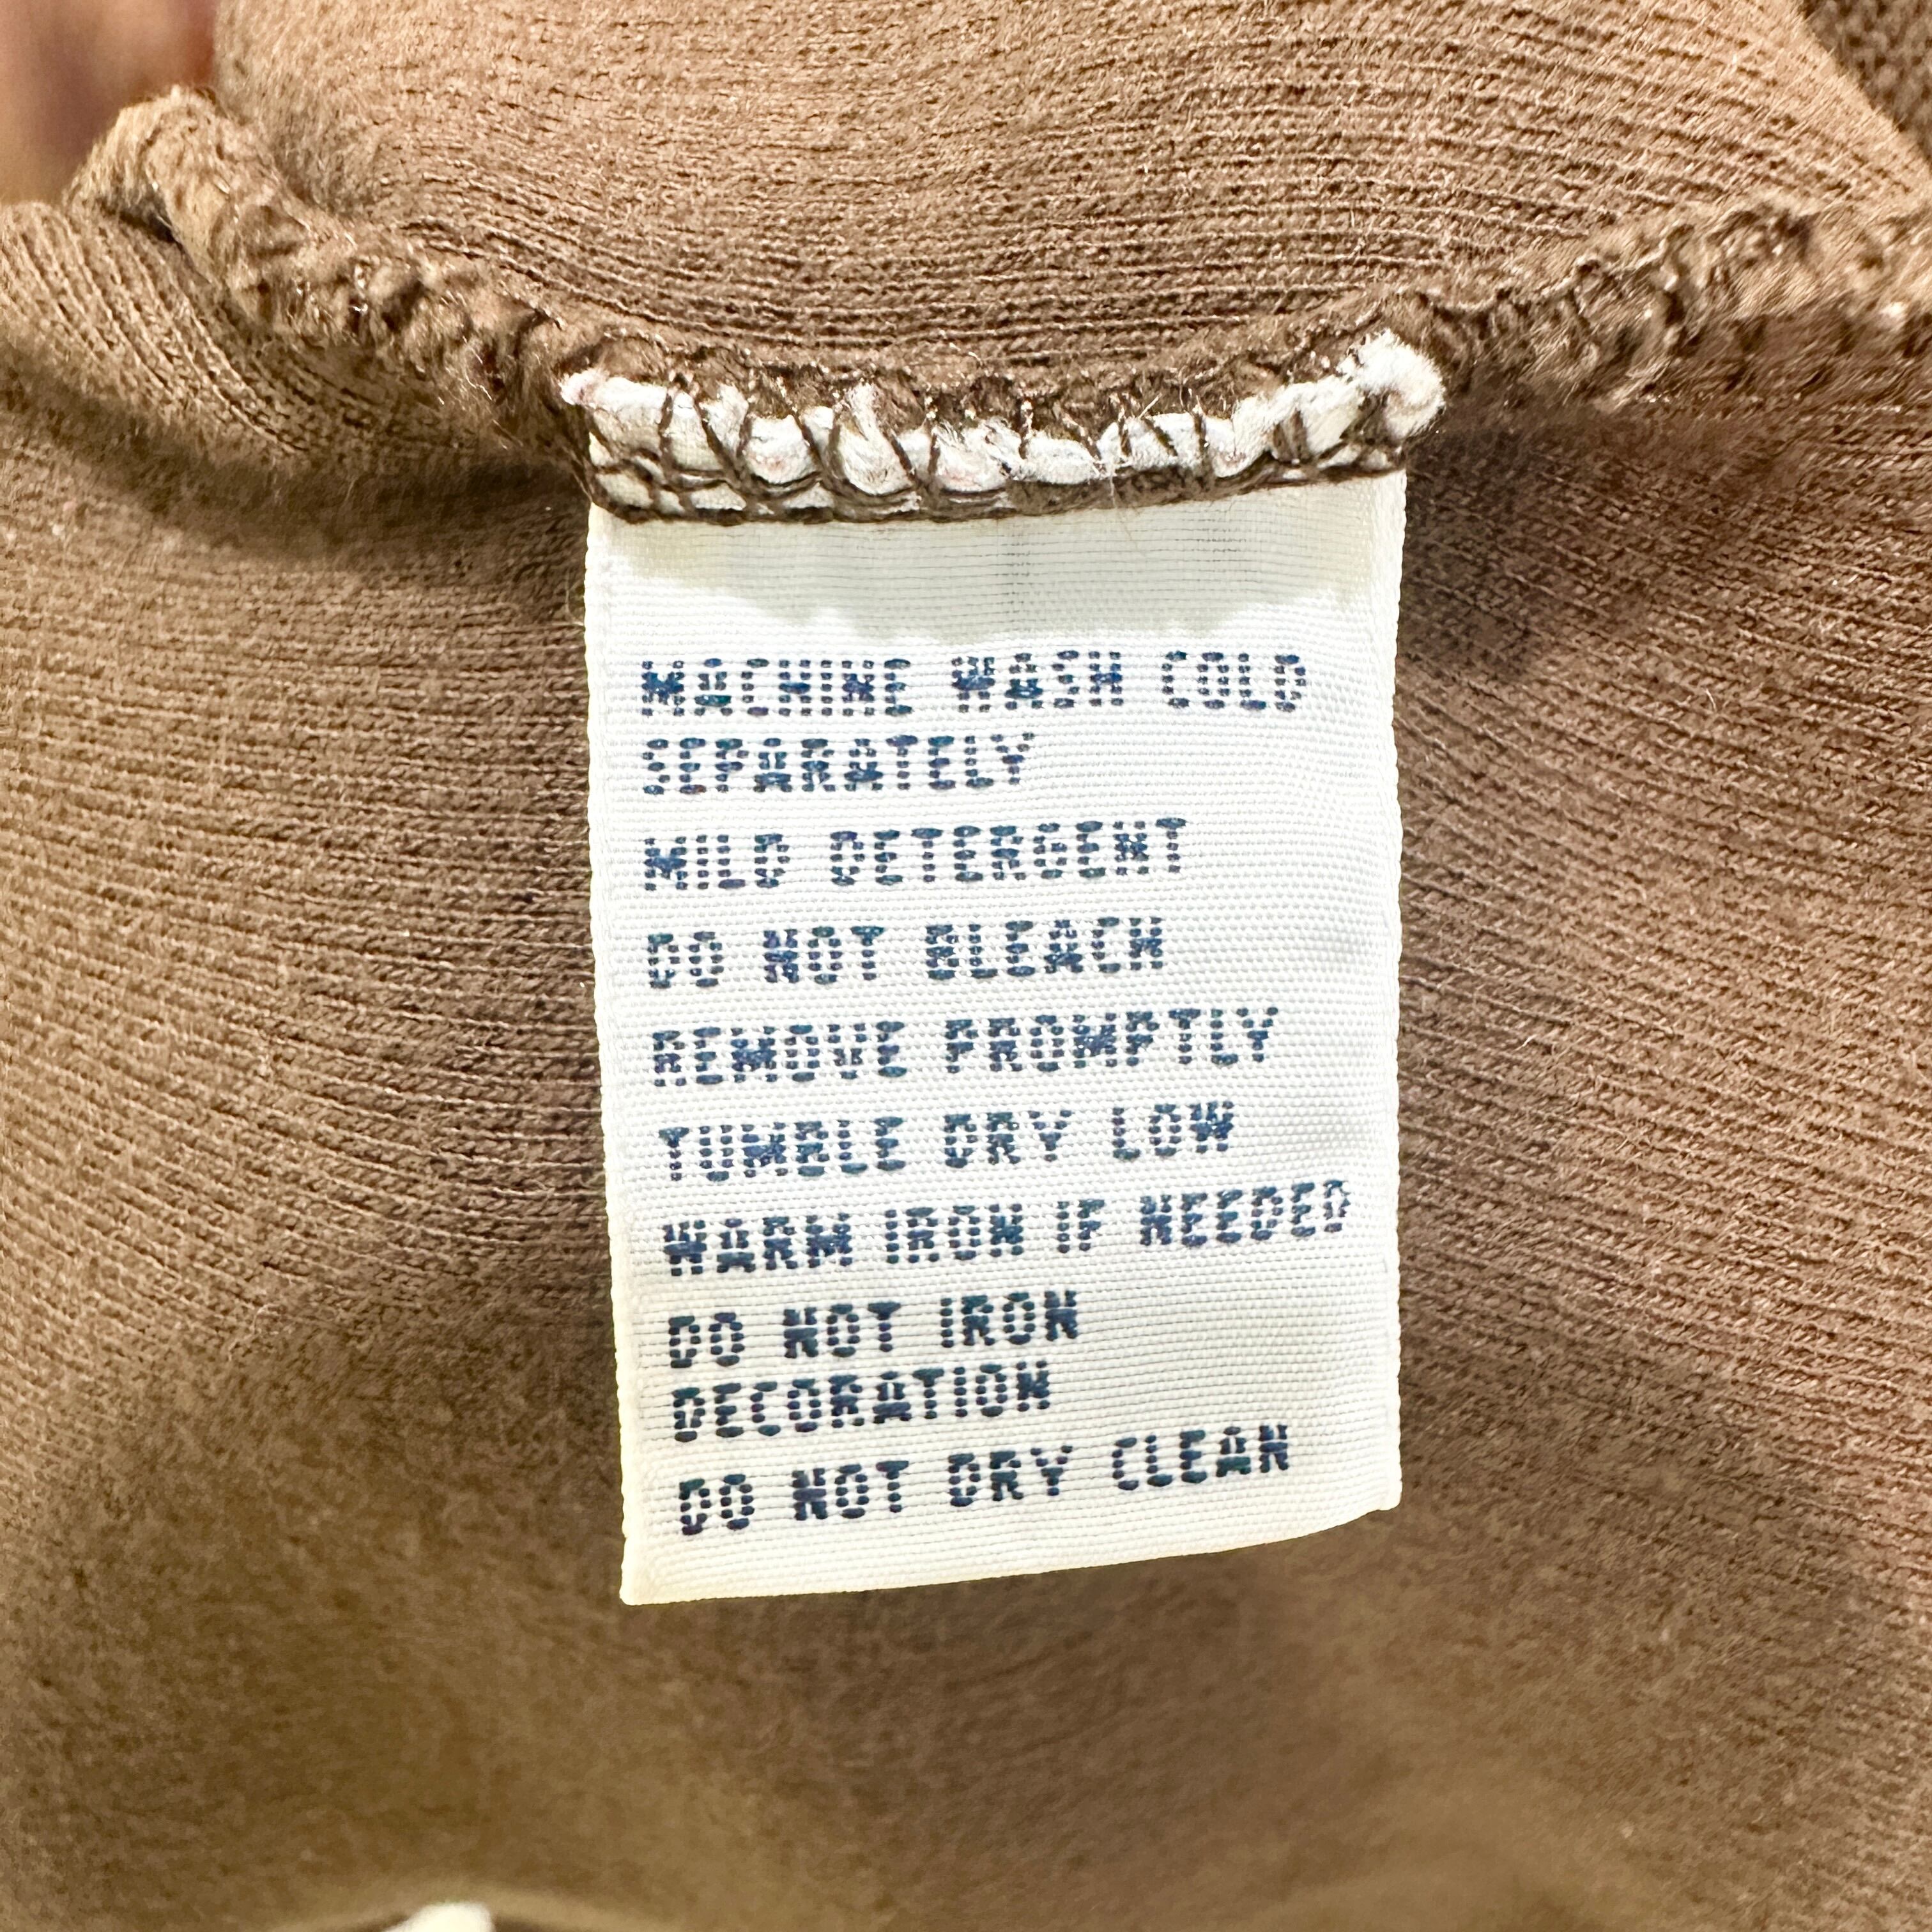 MACHINE WASH COLD
SEPARATELY
MILD DETERGENT
DO NOT BLEACH
REMOVE PROMPTLY
TUMBLE DRY LOW
WARM IRON IF NEEDED
DO NOT IRON
DECORATION
DO NOT DRY CLEAN